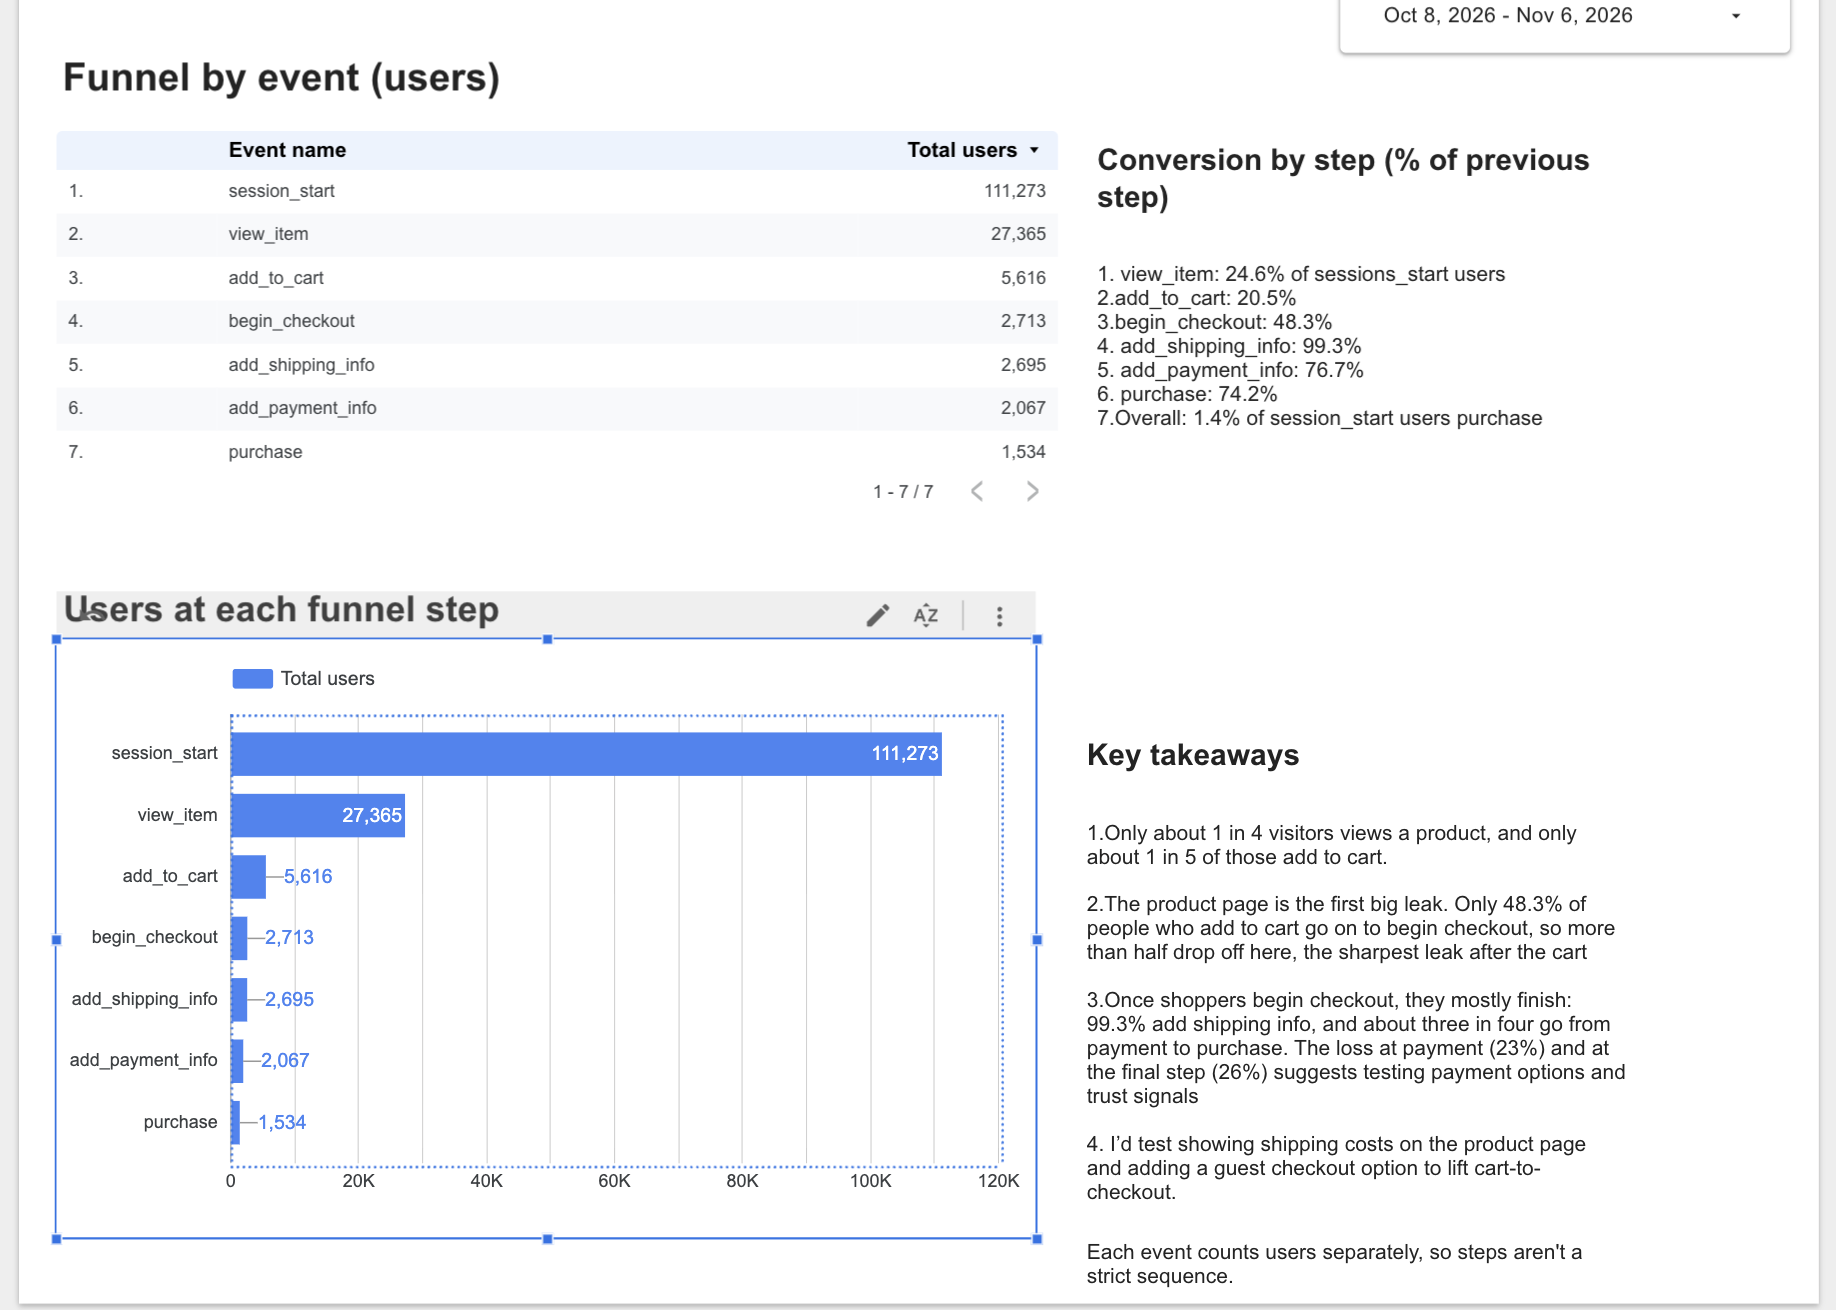 Oct 8, 2026 - Nov 6, 2026
Funnel by event (users)
Event name Total users
1. session_start 111,273
2. view_item 27,365
3. add_to_cart 5,616
4. begin_checkout 2,713
5. add_shipping_info 2,695
6. add_payment_info 2,067
7. purchase 1,534
1 - 7 / 7
Conversion by step (% of previous
step)
1. view_item: 24.6% of sessions_start users
2.add_to_cart: 20.5%
3.begin_checkout: 48.3%
4. add_shipping_info: 99.3%
5. add_payment_info: 76.7%
6. purchase: 74.2%
7.Overall: 1.4% of session_start users purchase
Users at each funnel step
AZ
Total users
session_start 111,273
view_item 27,365
add_to_cart 5,616
begin_checkout 2,713
add_shipping_info 2,695
add_payment_info 2,067
purchase 1,534
0 20K 40K 60K 80K 100K 120K
Key takeaways
1.Only about 1 in 4 visitors views a product, and only
about 1 in 5 of those add to cart.
2.The product page is the first big leak. Only 48.3% of
people who add to cart go on to begin checkout, so more
than half drop off here, the sharpest leak after the cart
3.Once shoppers begin checkout, they mostly finish:
99.3% add shipping info, and about three in four go from
payment to purchase. The loss at payment (23%) and at
the final step (26%) suggests testing payment options and
trust signals
4. I’d test showing shipping costs on the product page
and adding a guest checkout option to lift cart-to-
checkout.
Each event counts users separately, so steps aren't a
strict sequence.